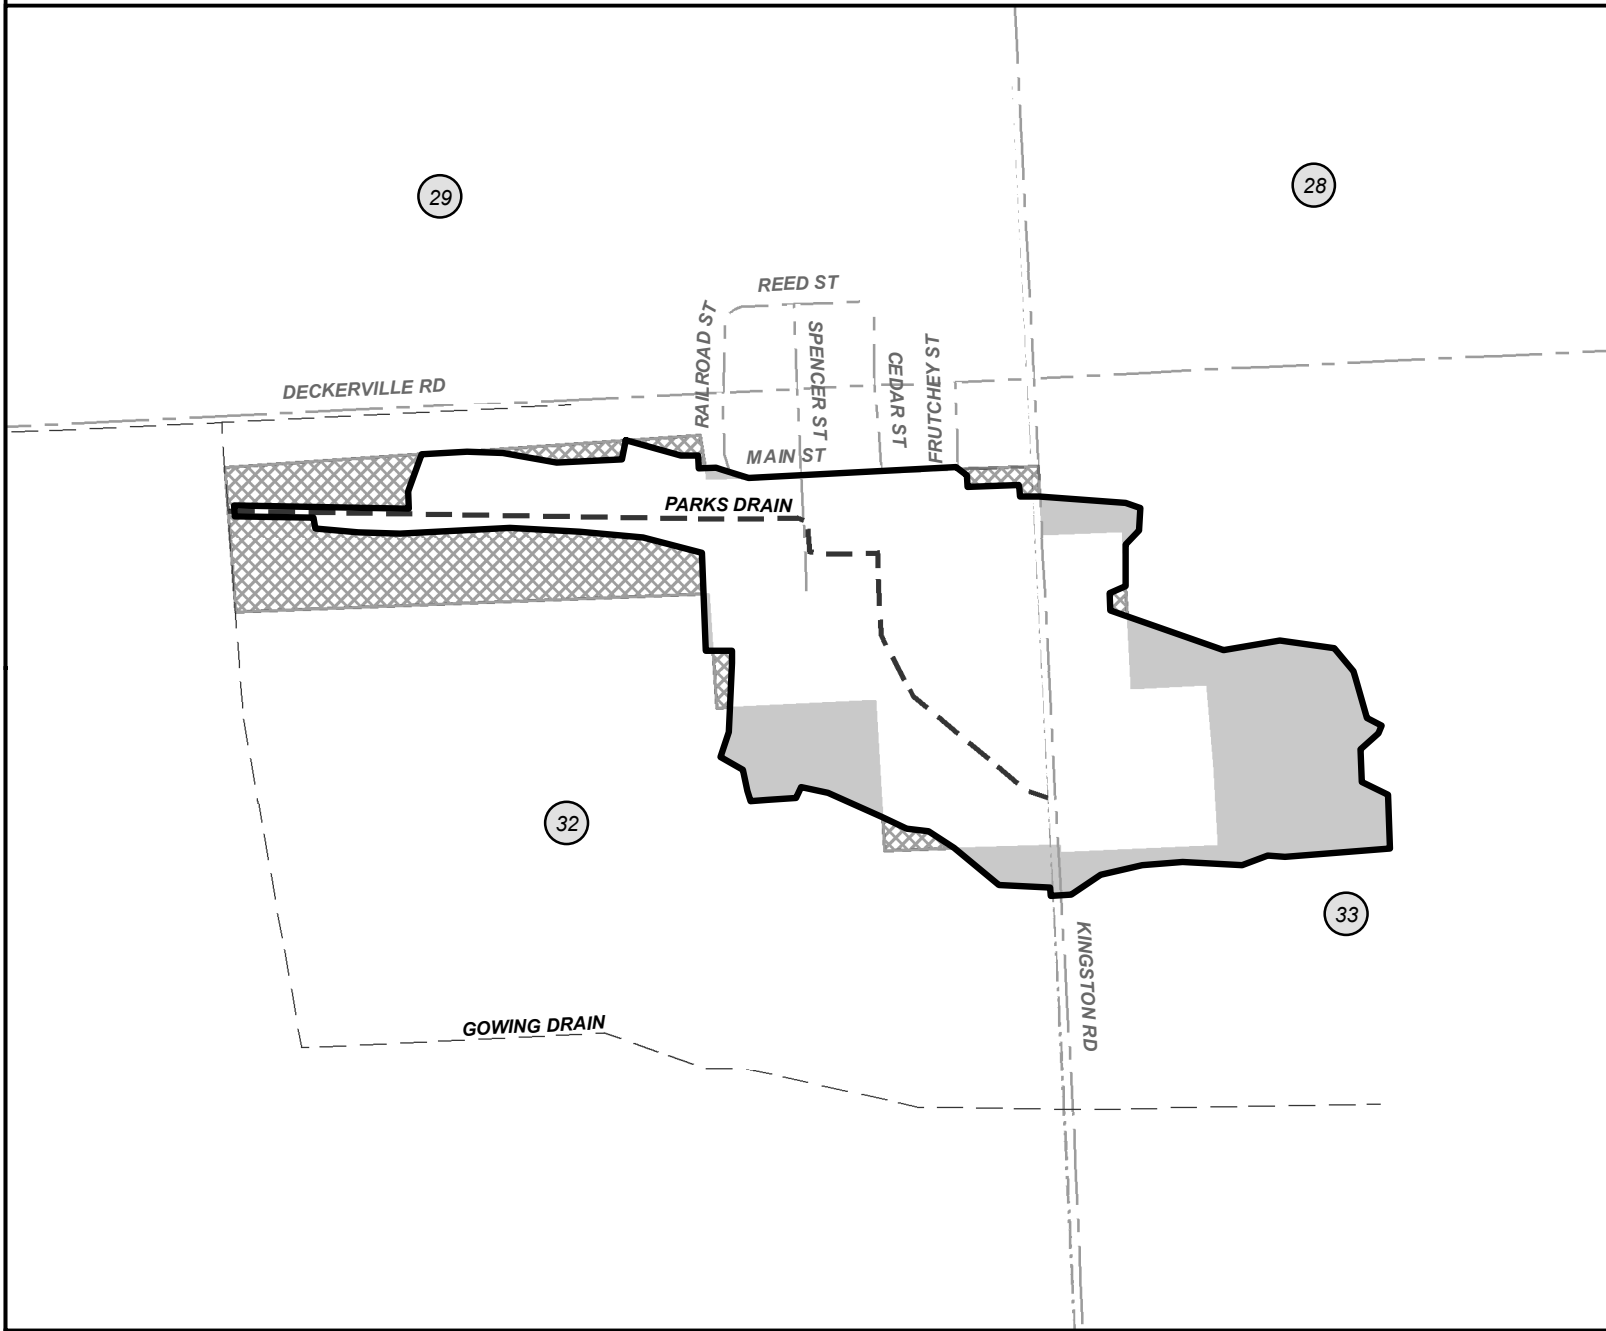 29
28
REED ST
RAILROAD ST
SPENCER ST
CEDAR ST
FRUTCHEY ST
DECKERVILLE RD
MAIN ST
PARKS DRAIN
32
33
KINGSTON RD
GOWING DRAIN